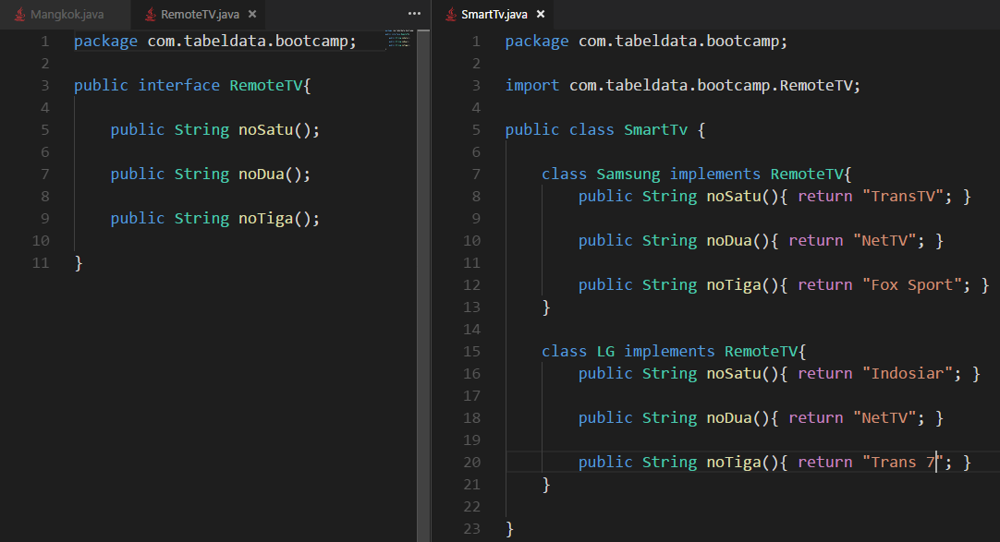 Mangkok.java
RemoteTV.java ×
···
1 package com.tabeldata.bootcamp;
2
3 public interface RemoteTV{
4
5 public String noSatu();
6
7 public String noDua();
8
9 public String noTiga();
10
11 }
SmartTv.java ×
1 package com.tabeldata.bootcamp;
2
3 import com.tabeldata.bootcamp.RemoteTV;
4
5 public class SmartTv {
6
7 class Samsung implements RemoteTV{
8 public String noSatu(){ return "TransTV"; }
9
10 public String noDua(){ return "NetTV"; }
11
12 public String noTiga(){ return "Fox Sport"; }
13 }
14
15 class LG implements RemoteTV{
16 public String noSatu(){ return "Indosiar"; }
17
18 public String noDua(){ return "NetTV"; }
19
20 public String noTiga(){ return "Trans 7"; }
21 }
22
23 }